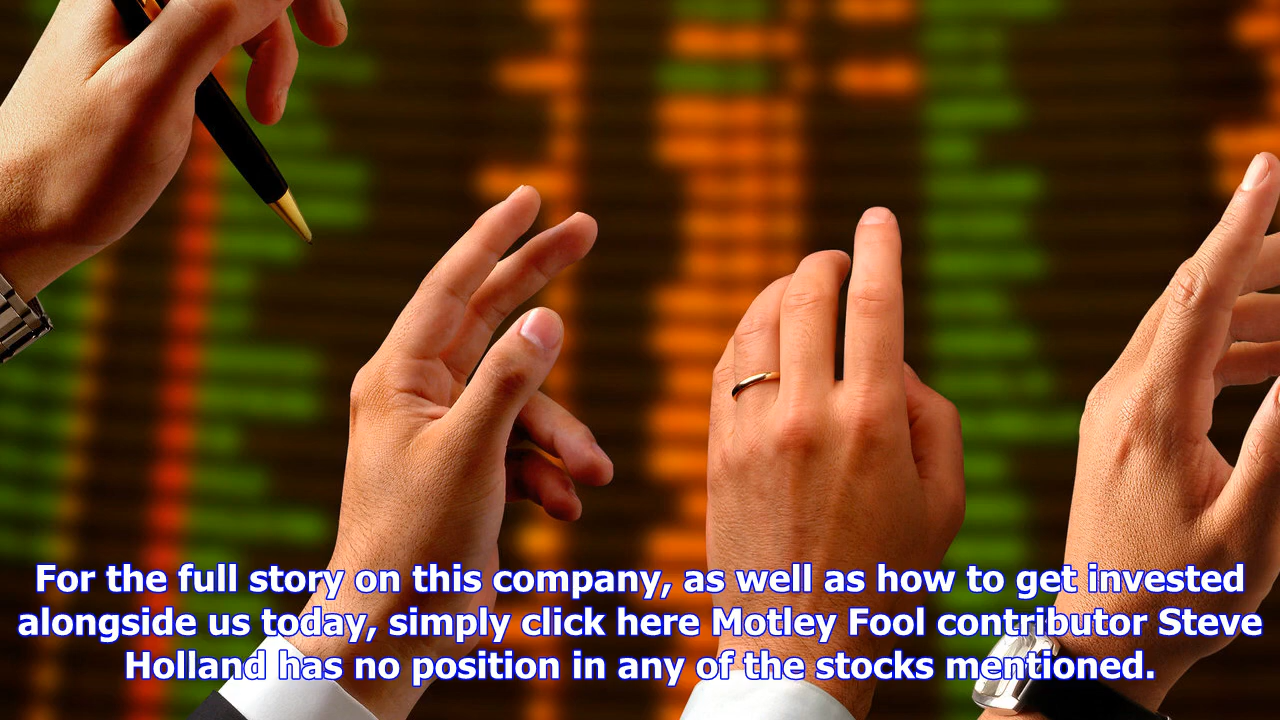 For the full story on this company, as well as how to get invested
alongside us today, simply click here Motley Fool contributor Steve
Holland has no position in any of the stocks mentioned.